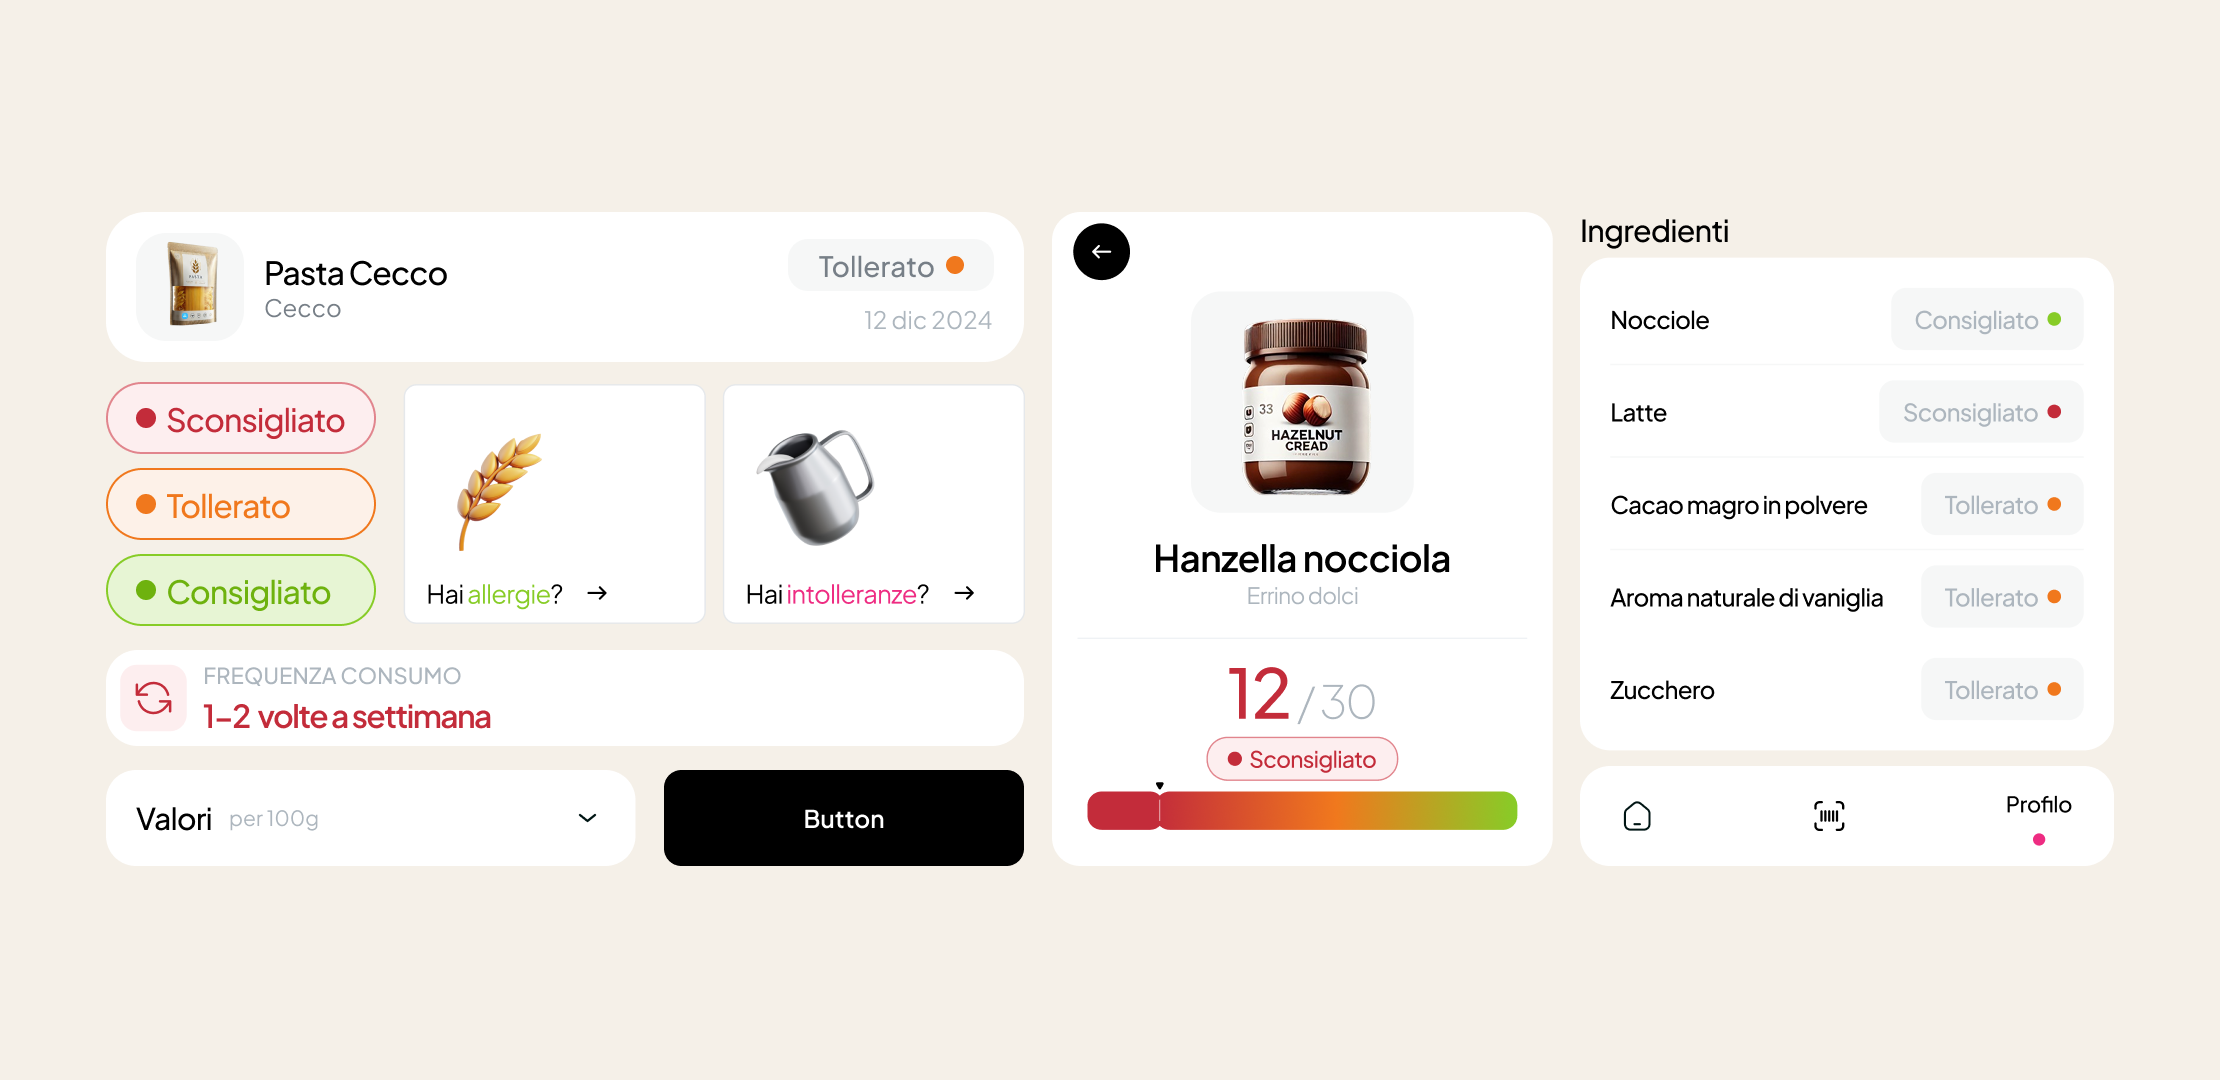 Pasta Cecco
Cecco
Tollerato
12 dic 2024
Sconsigliato
Tollerato
Consigliato
Hai allergie?
Hai intolleranze?
FREQUENZA CONSUMO
1–2 volte a settimana
Valori per 100g
Button
33
HAZELNUT
CREAD
Hanzella nocciola
Errino dolci
12/30
Sconsigliato
Ingredienti
Nocciole Consigliato
Latte Sconsigliato
Cacao magro in polvere Tollerato
Aroma naturale di vaniglia Tollerato
Zucchero Tollerato
Profilo